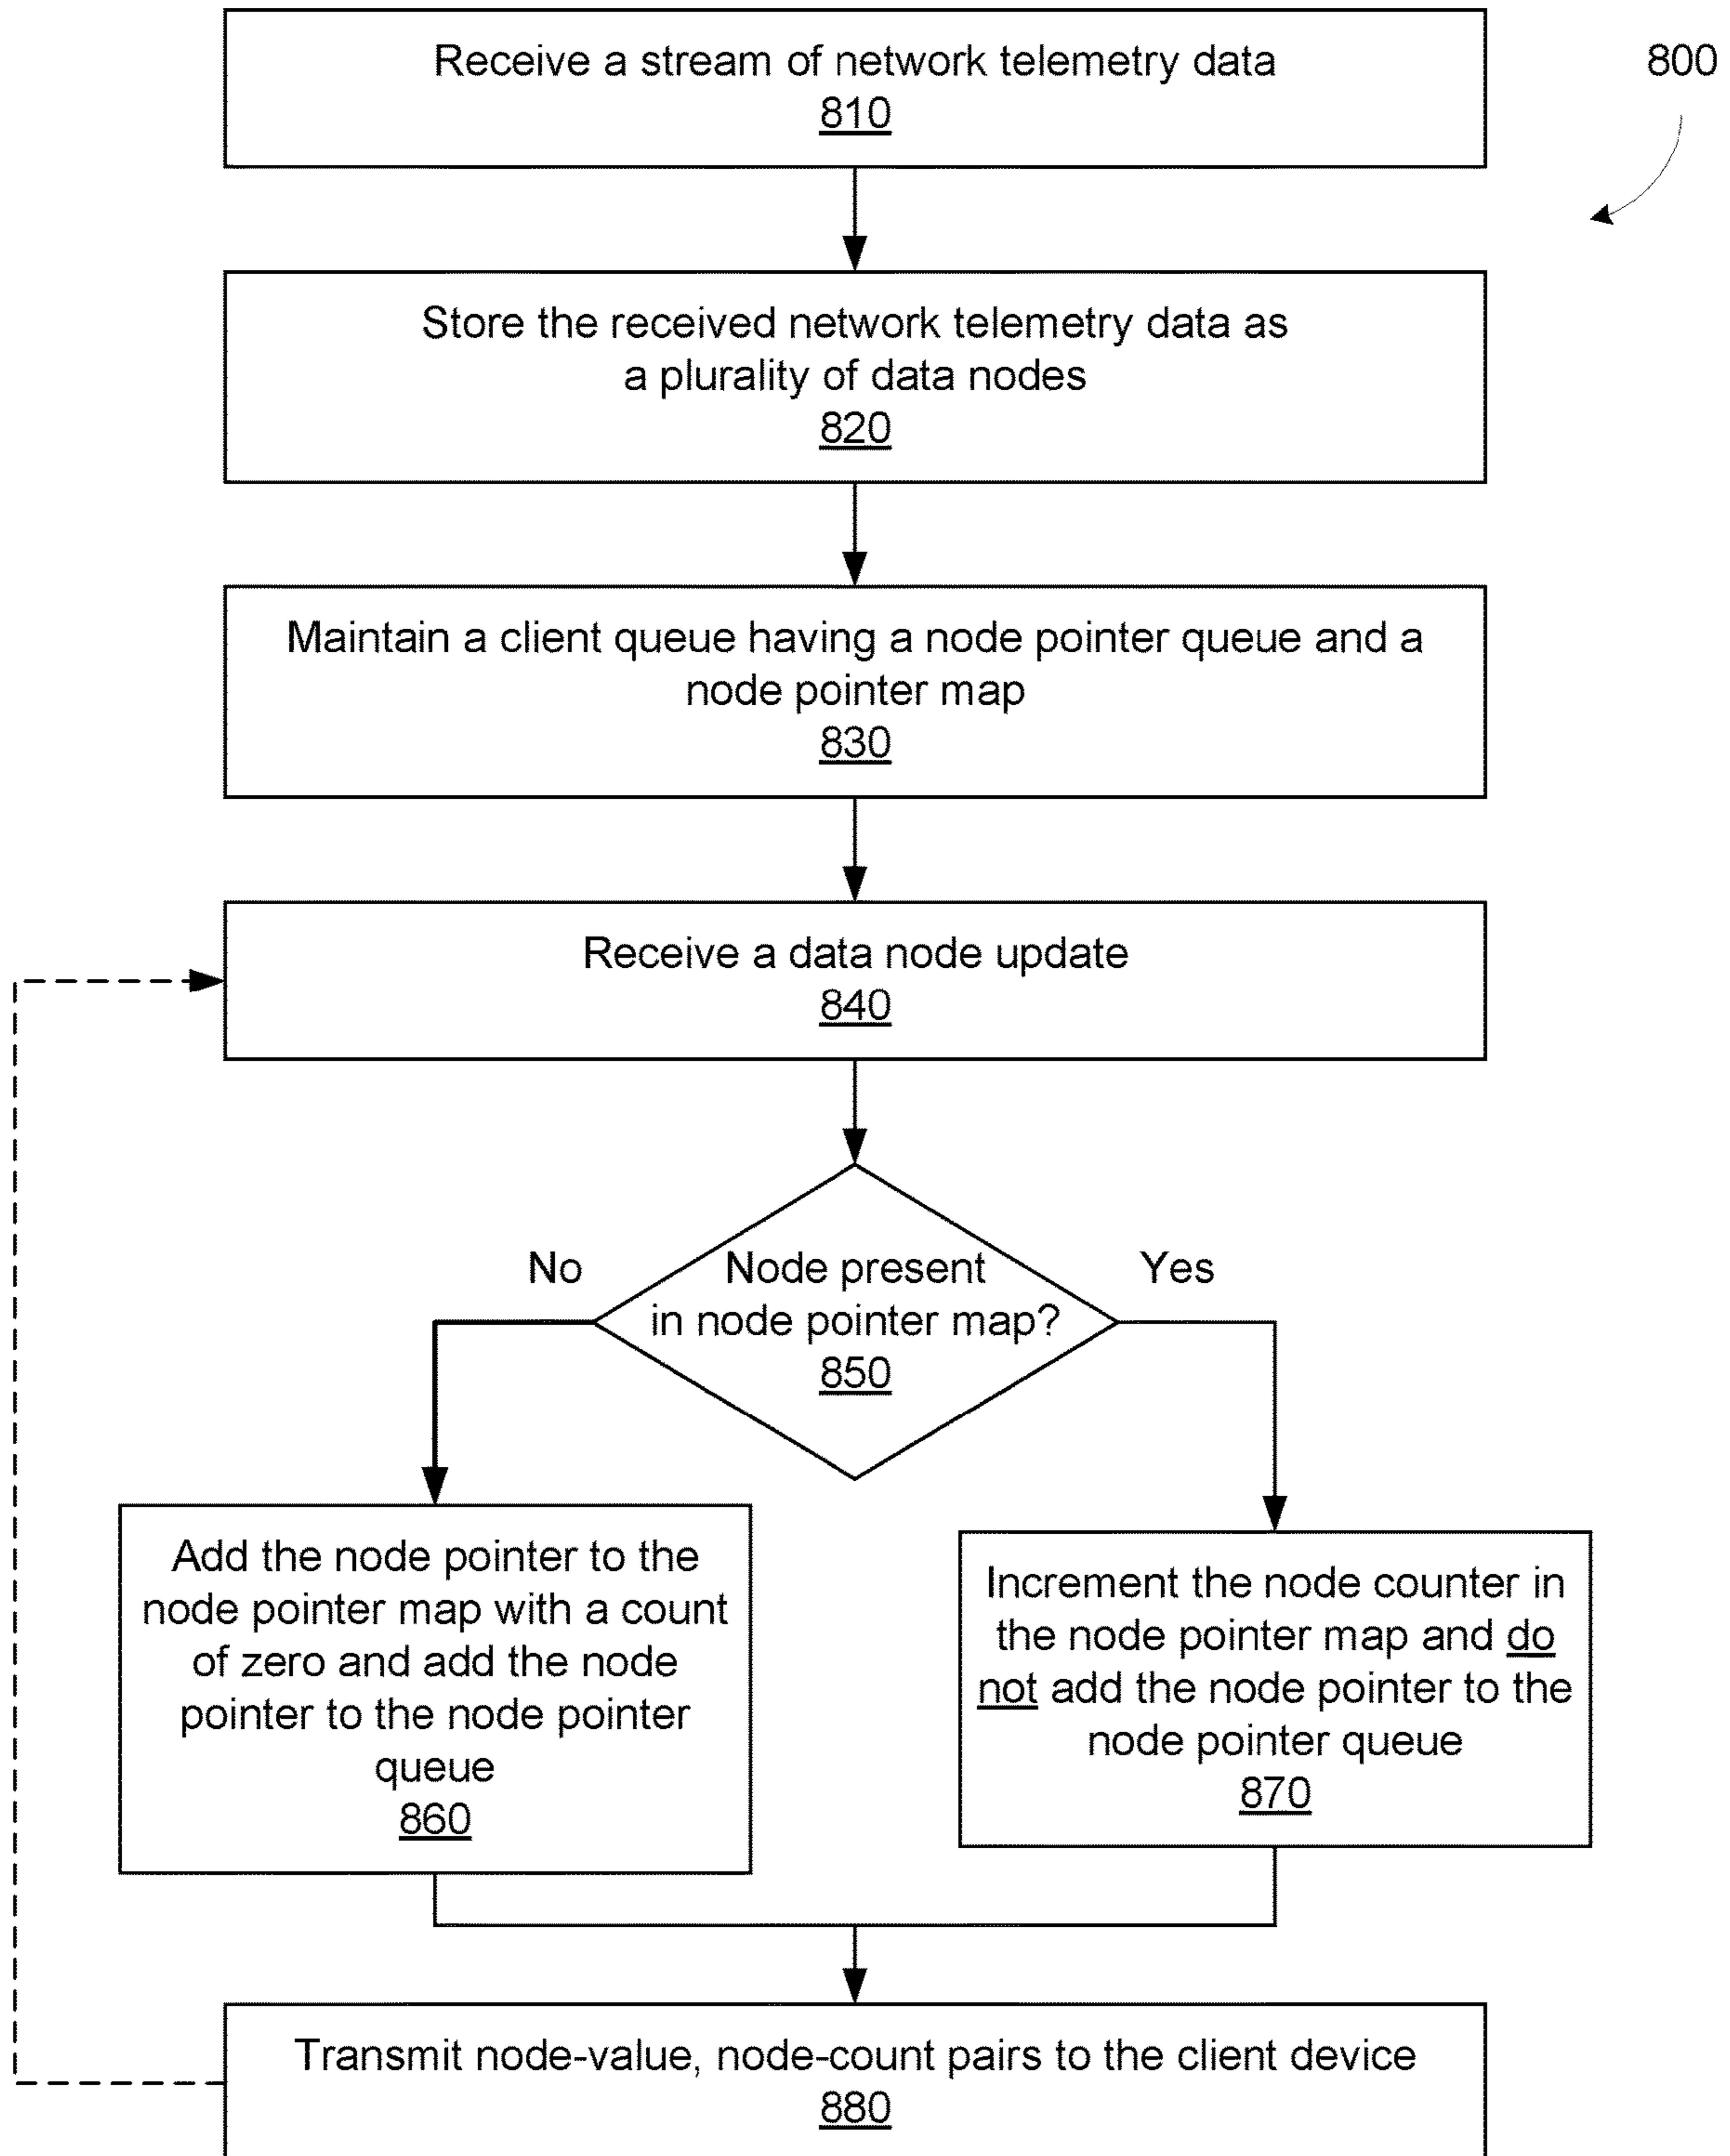 Receive a stream of network telemetry data
810
800
Store the received network telemetry data as
a plurality of data nodes
820
Maintain a client queue having a node pointer queue and a
node pointer map
830
Receive a data node update
840
No
Node present
in node pointer map?
850
Yes
Add the node pointer to the
node pointer map with a count
of zero and add the node
pointer to the node pointer
queue
860
Increment the node counter in
the node pointer map and do
not add the node pointer to the
node pointer queue
870
Transmit node-value, node-count pairs to the client device
880